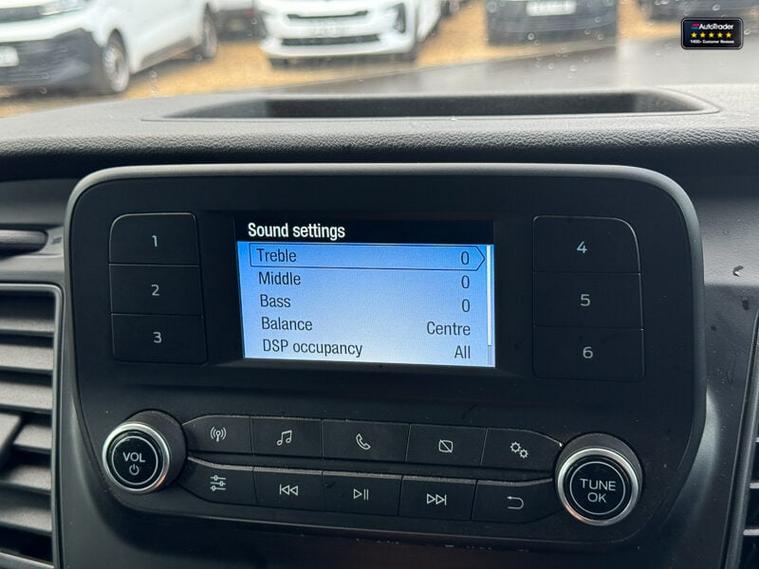 AutoTrader
Sound settings
Treble 0
Middle 0
Bass 0
Balance Centre
DSP occupancy All
1
2
3
4
5
6
VOL
TUNE
OK